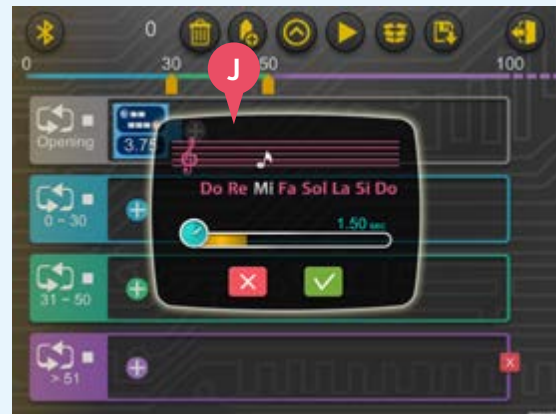 0
0 30 50 100
J
Opening 3.75
Do Re Mi Fa Sol La Si Do
1.50 sec
0 ~ 30
31 ~ 50
> 51